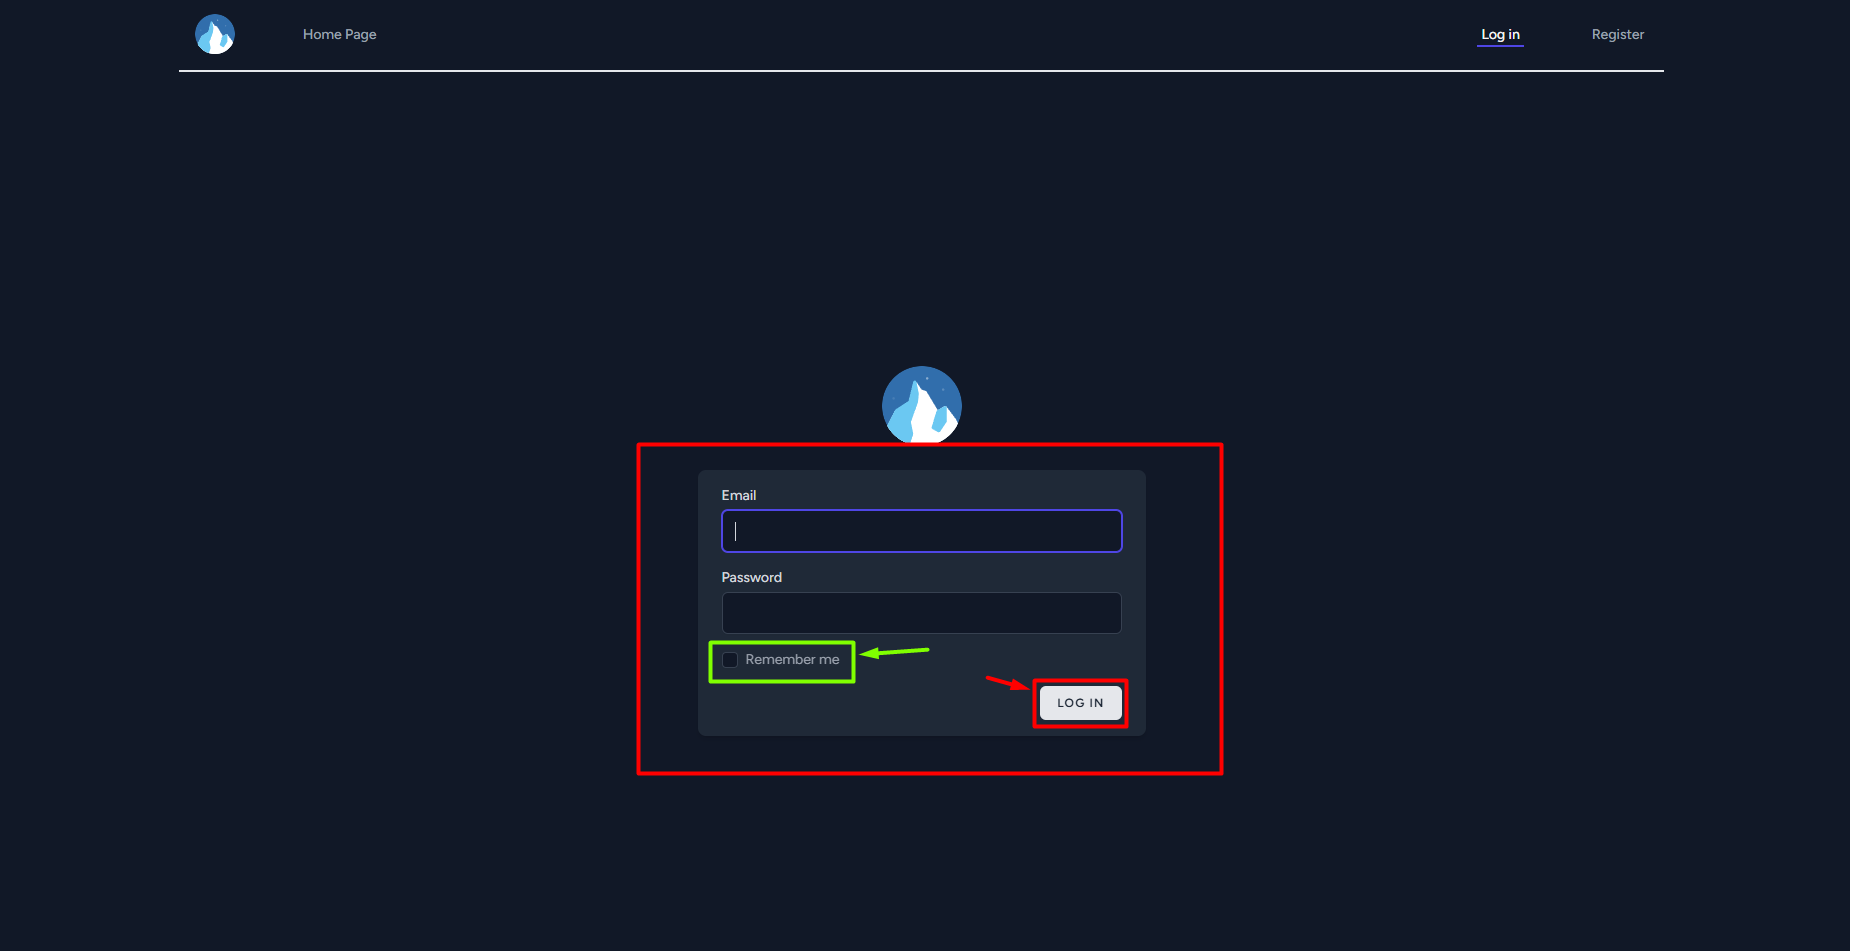 Home Page
Log in
Register
Email
Password
Remember me
LOG IN